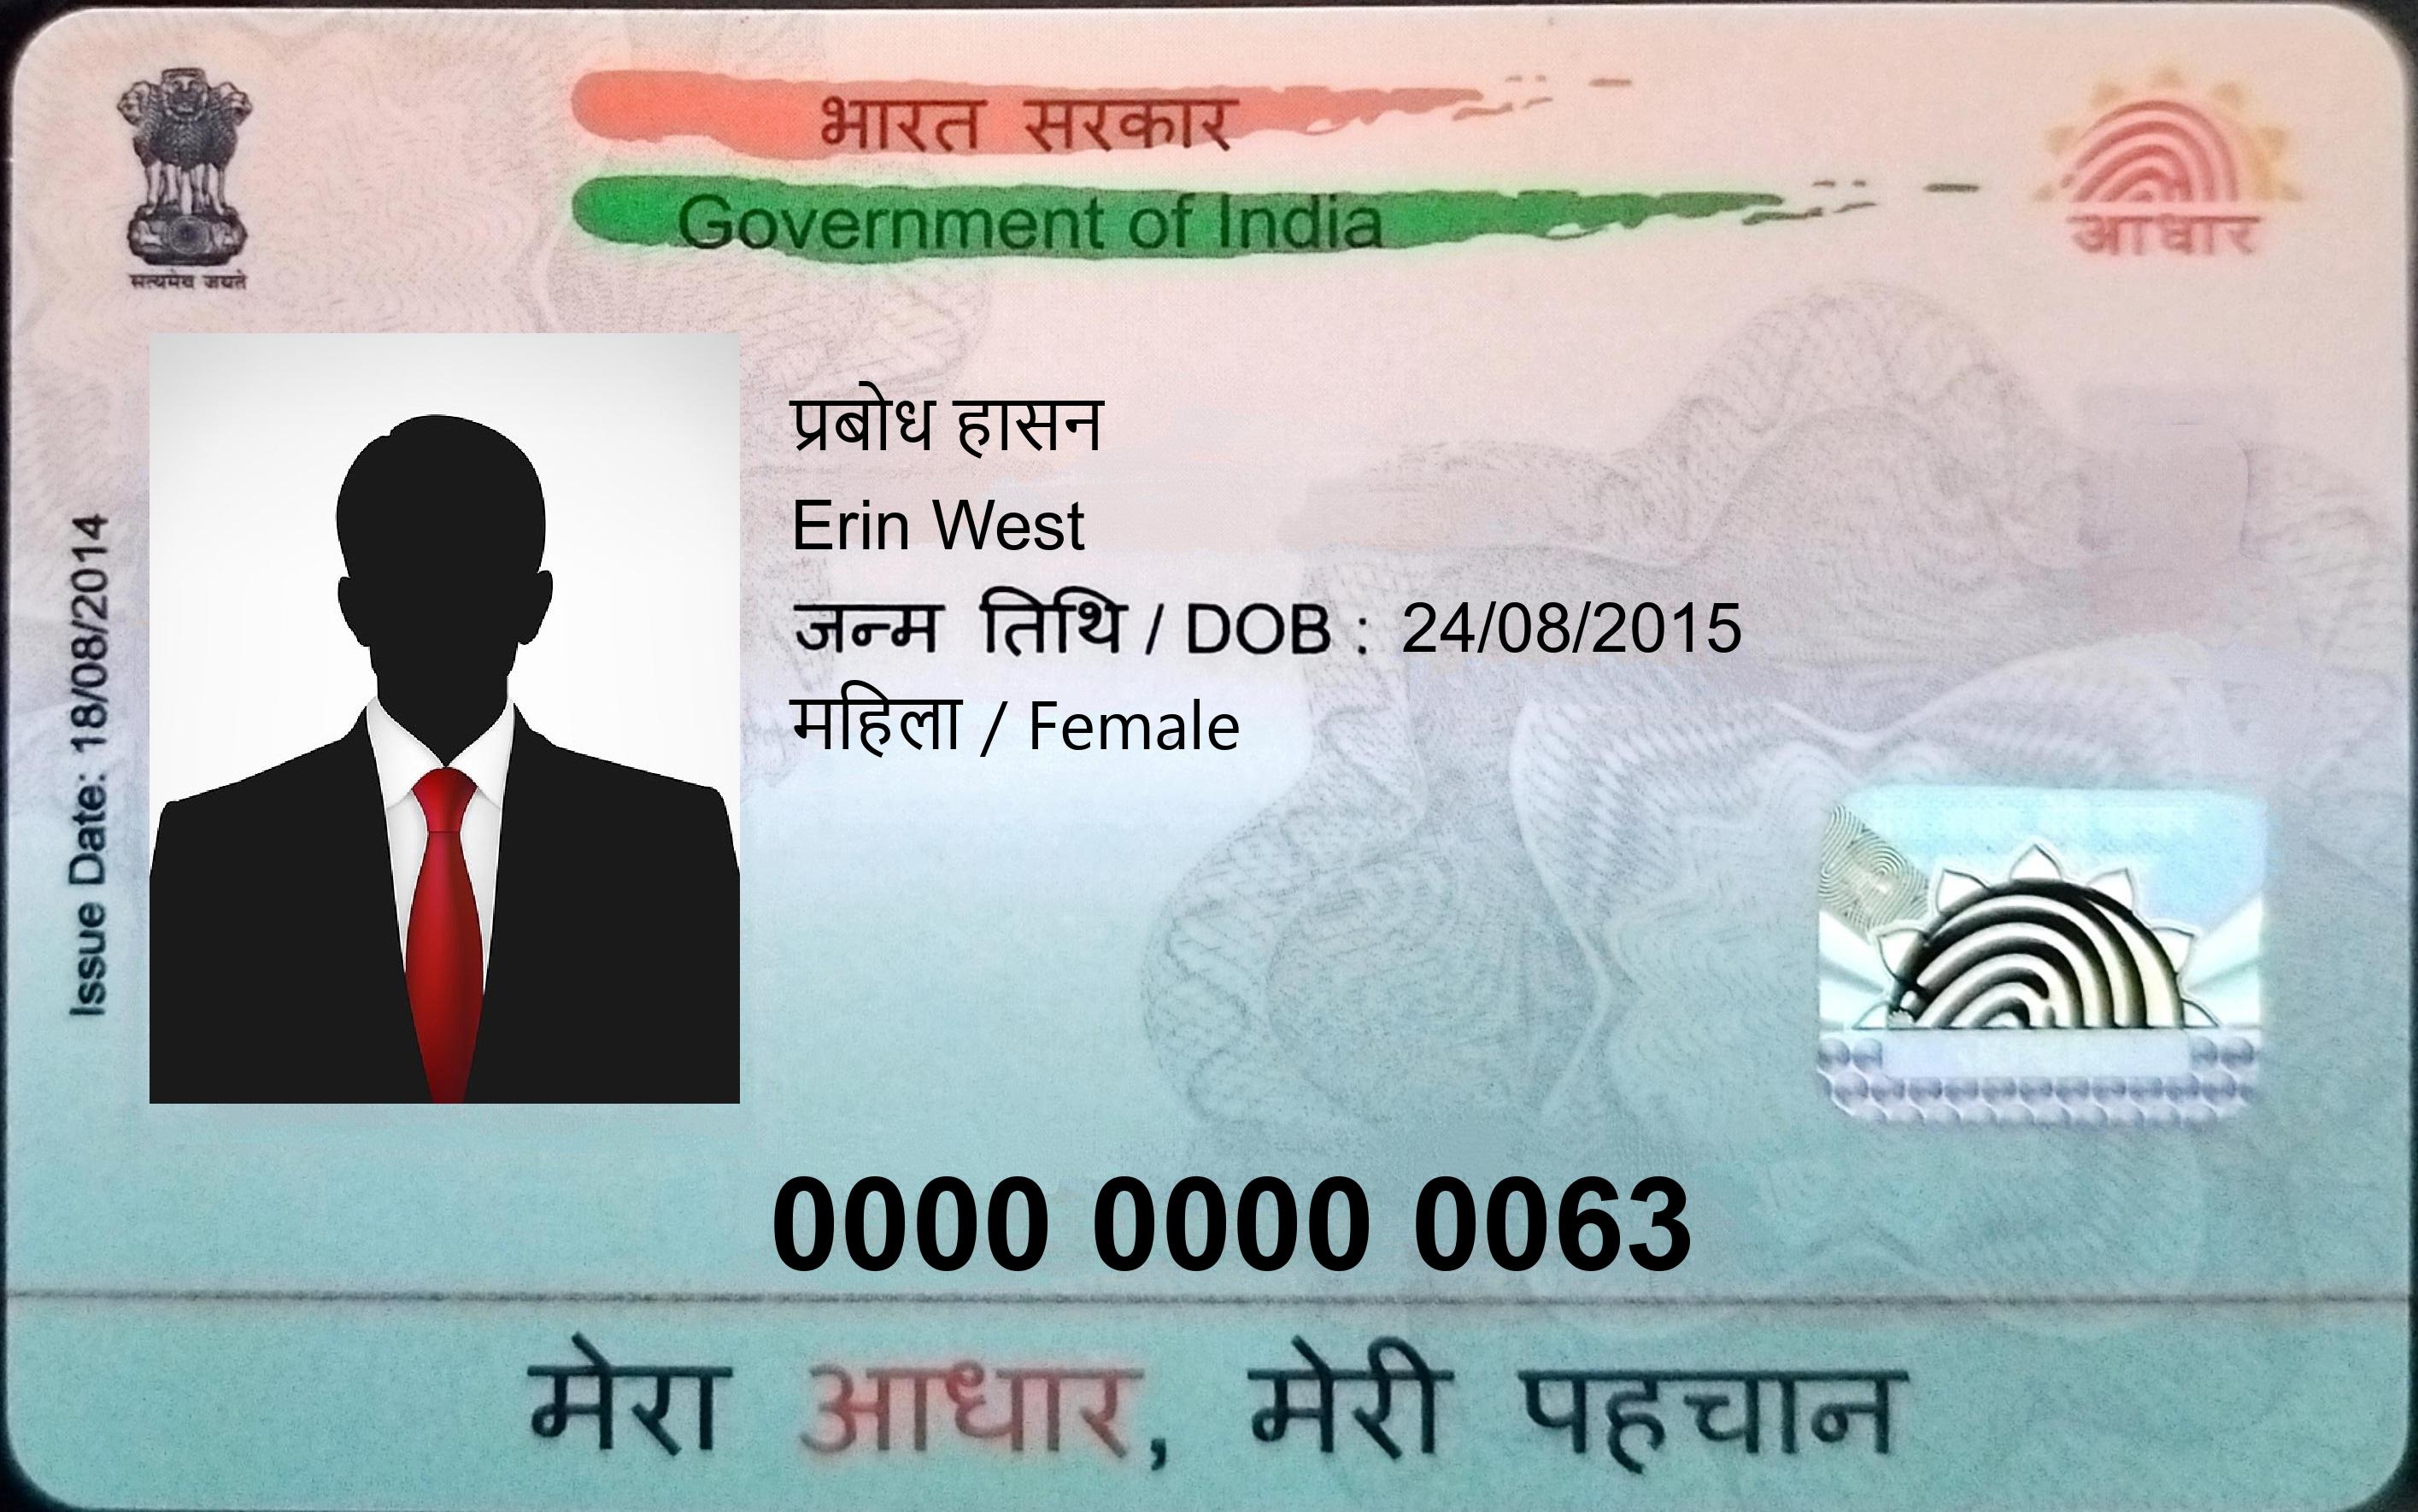 भारत सरकार
Government of India
सत्यमेव जयते
आधार
Issue Date: 18/08/2014
प्रबोध हासन
Erin West
जन्म तिथि / DOB : 24/08/2015
महिला / Female
0000 0000 0063
मेरा आधार, मेरी पहचान